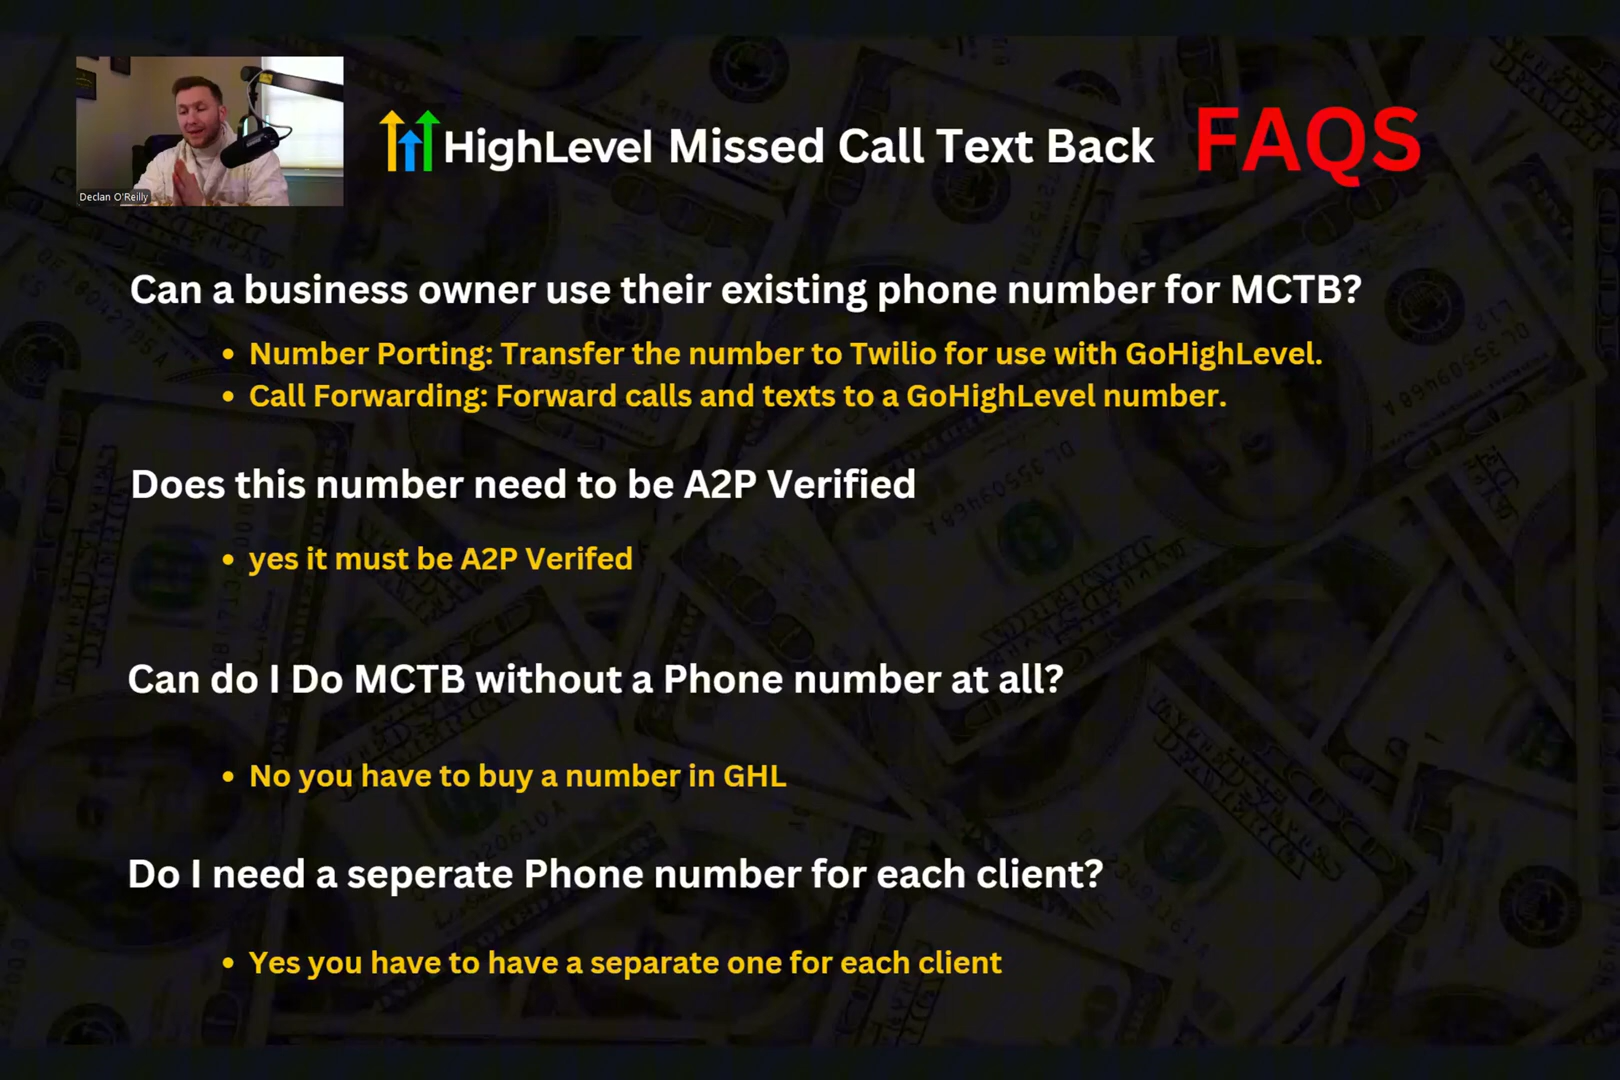 Declan O'Reilly
HighLevel Missed Call Text Back FAQS
Can a business owner use their existing phone number for MCTB?
• Number Porting: Transfer the number to Twilio for use with GoHighLevel.
• Call Forwarding: Forward calls and texts to a GoHighLevel number.
Does this number need to be A2P Verified
• yes it must be A2P Verifed
Can do I Do MCTB without a Phone number at all?
• No you have to buy a number in GHL
Do I need a seperate Phone number for each client?
• Yes you have to have a separate one for each client